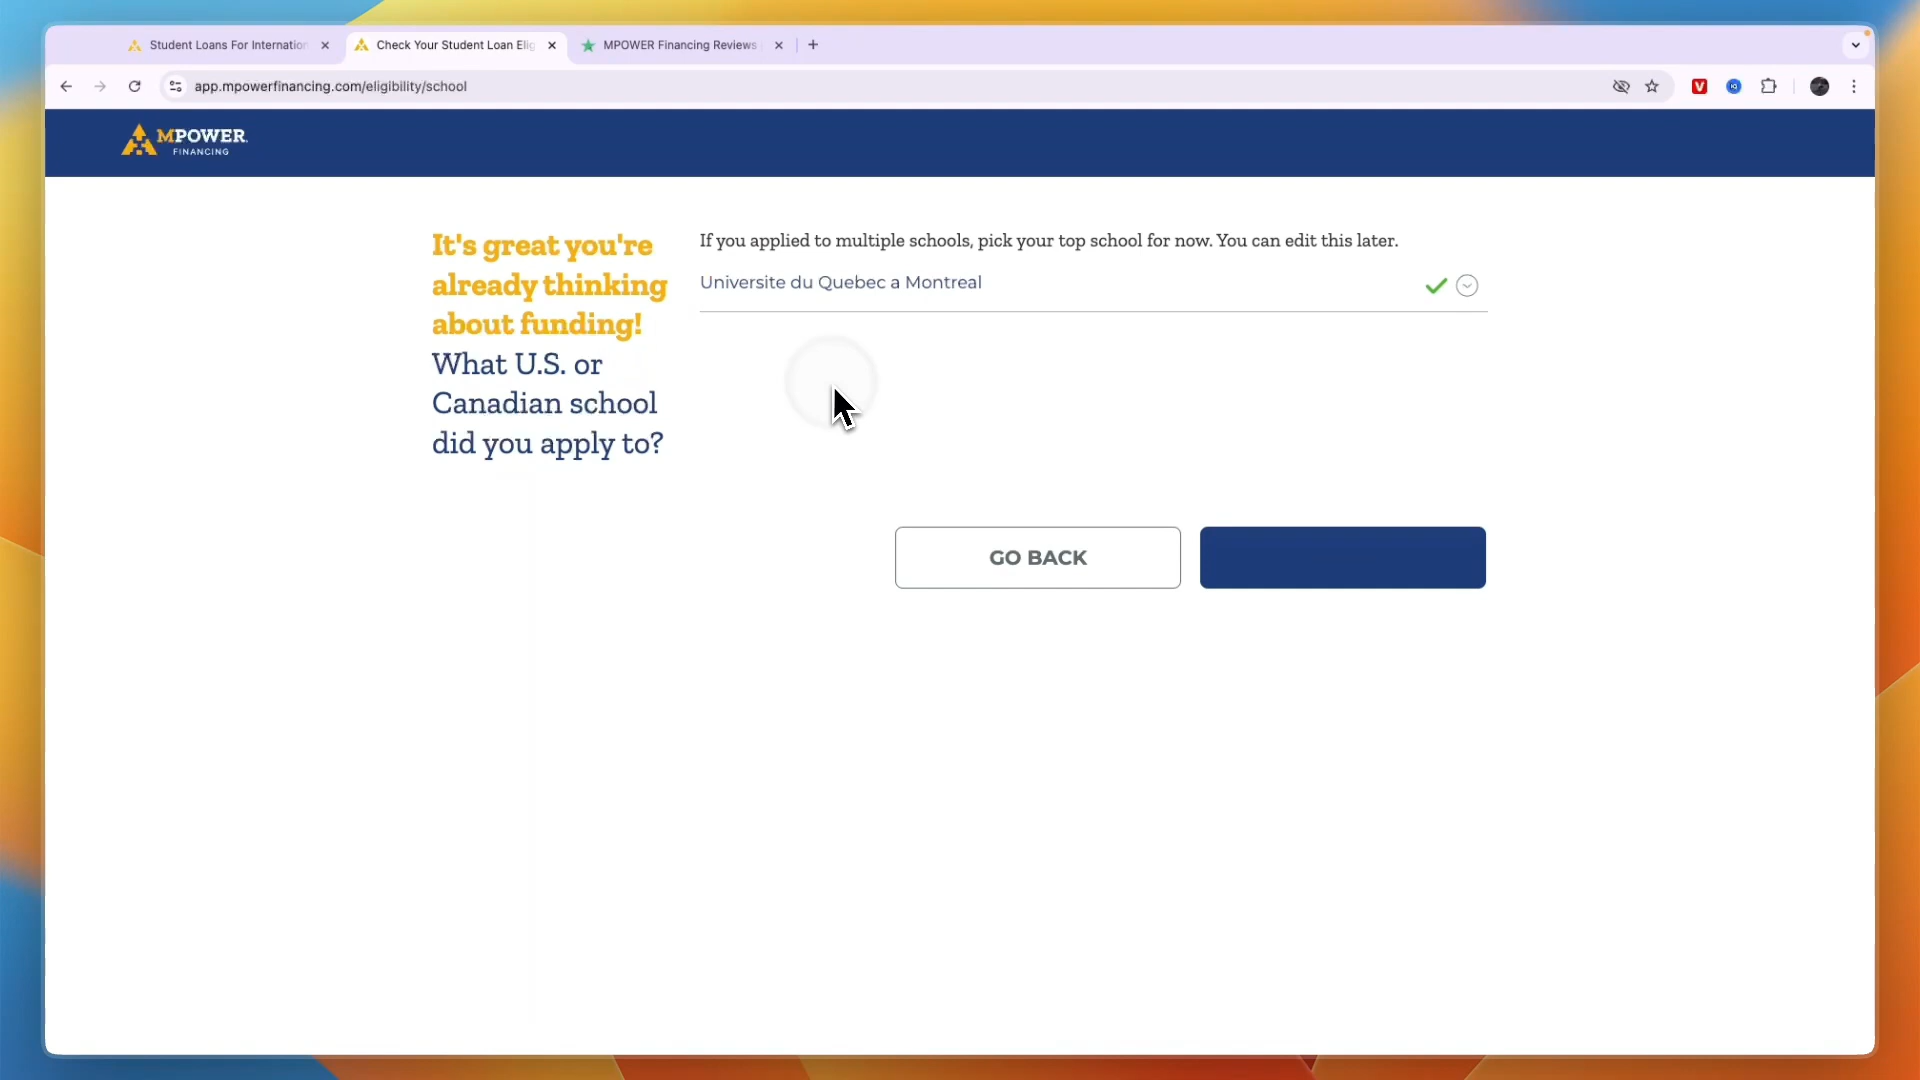 Student Loans For Internation
Check Your Student Loan Elig
MPOWER Financing Reviews
app.mpowerfinancing.com/eligibility/school
MPOWER
FINANCING
It's great you're
already thinking
about funding!
What U.S. or
Canadian school
did you apply to?
If you applied to multiple schools, pick your top school for now. You can edit this later.
Universite du Quebec a Montreal
GO BACK